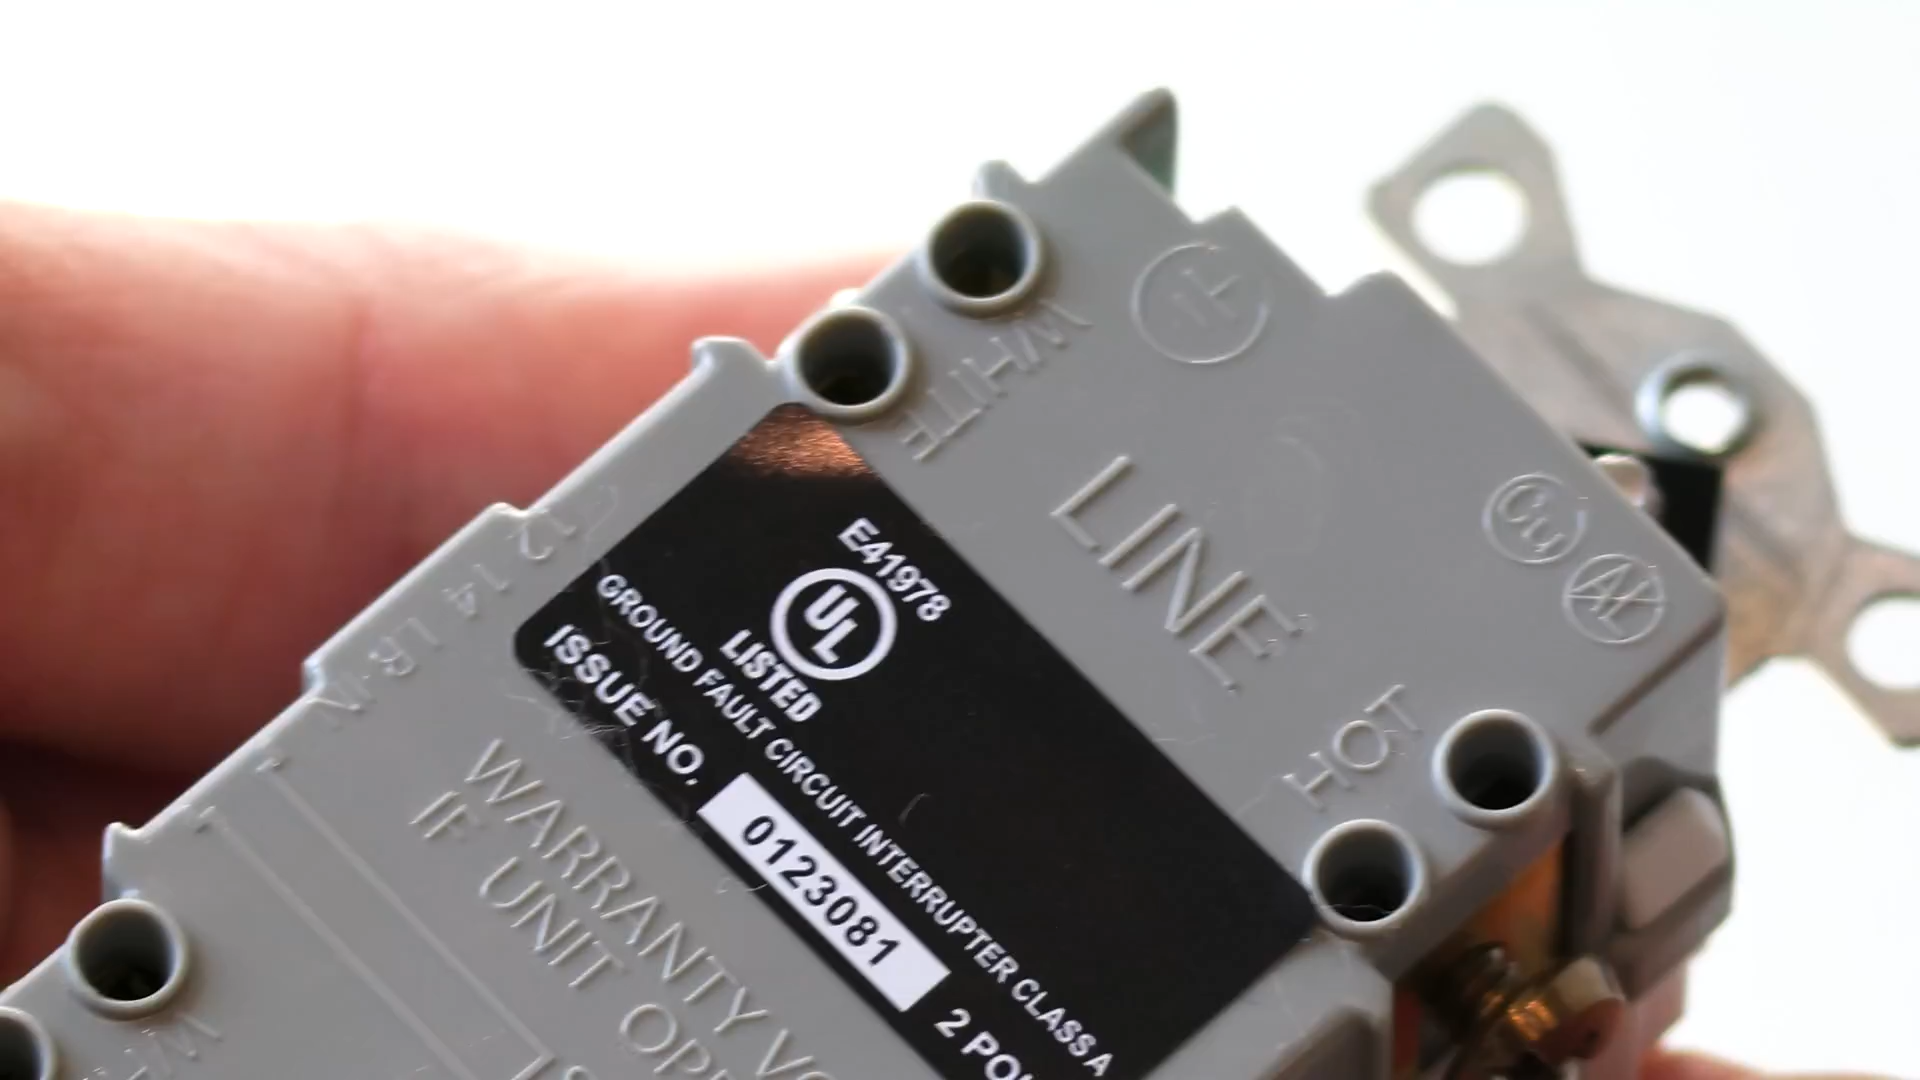 WHITE
LINE
Cu
HOT
E41978
UL
LISTED
GROUND FAULT CIRCUIT INTERRUPTER CLASS A
ISSUE NO. 0123081 2
12 14
WARRANTY
IF UNIT